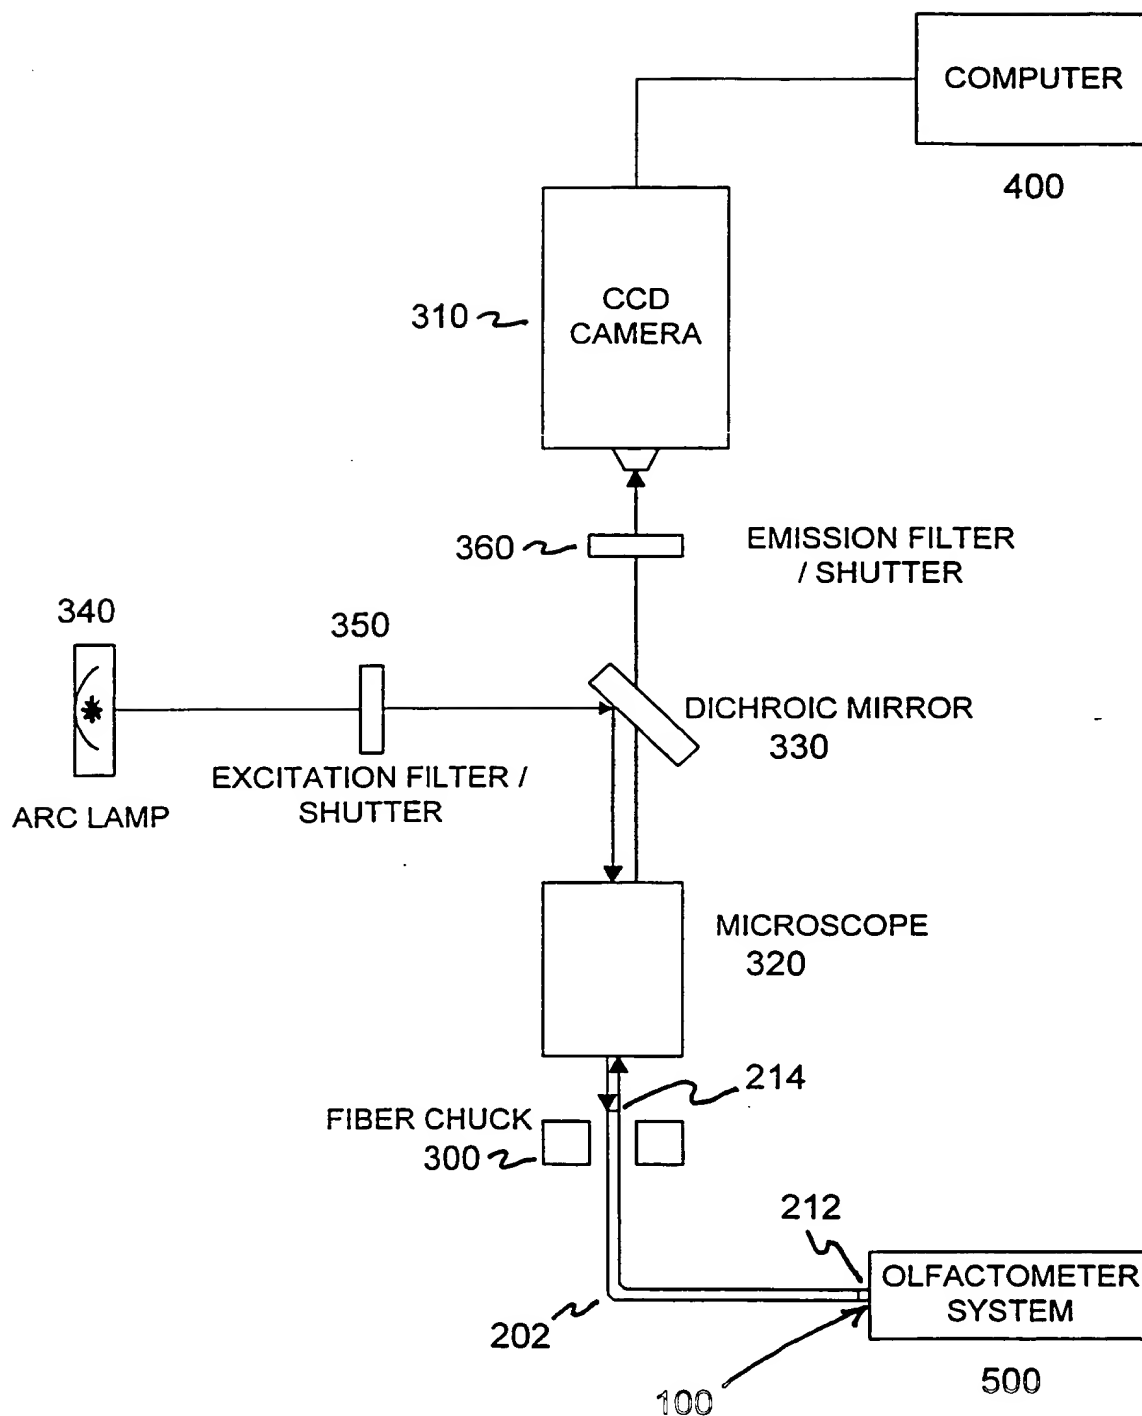 COMPUTER
400
CCD
CAMERA
310
360
EMISSION FILTER
/ SHUTTER
340
350
DICHROIC MIRROR
330
EXCITATION FILTER /
SHUTTER
ARC LAMP
MICROSCOPE
320
214
FIBER CHUCK
300
212
OLFACTOMETER
SYSTEM
202
100
500